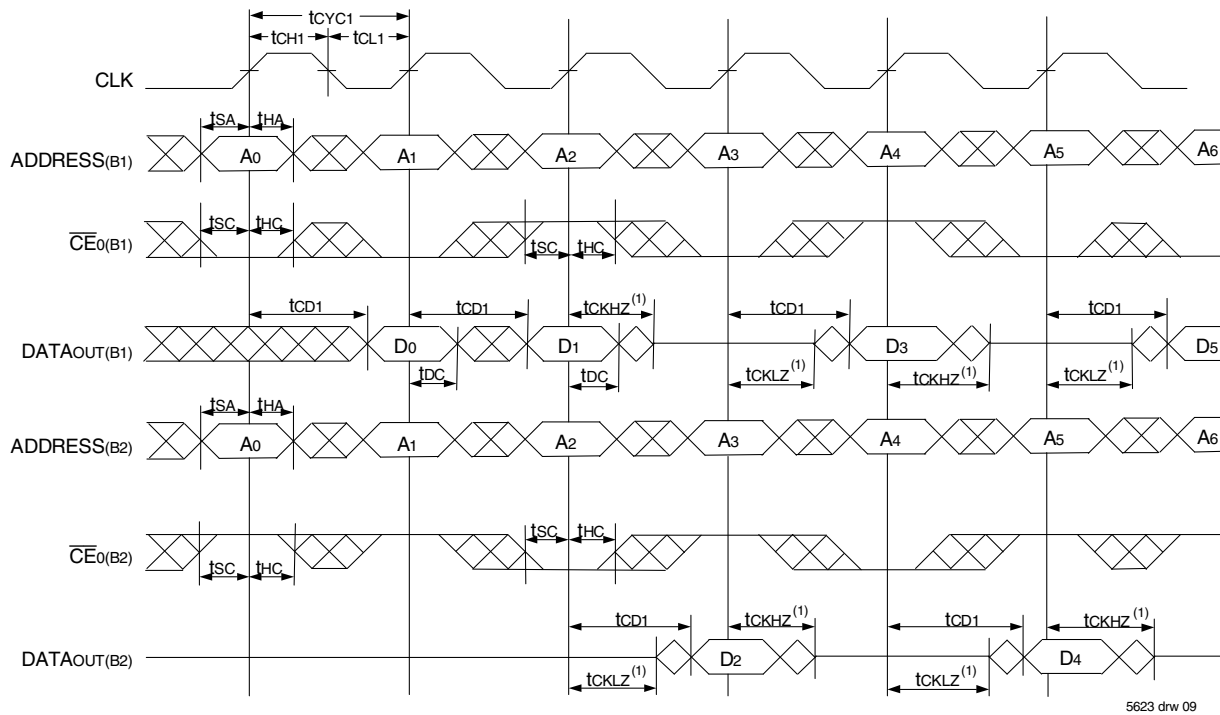 tCYC1
tCH1 tCL1
CLK
tSA tHA
ADDRESS(B1) A0 A1 A2 A3 A4 A5 A6
tSC tHC
CE0(B1)
tSC tHC
tCD1 tCD1 tCKHZ(1) tCD1 tCD1
DATAOUT(B1) D0 D1 D3 D5
tDC tDC tCKLZ(1) tCKHZ(1) tCKLZ(1)
tSA tHA
ADDRESS(B2) A0 A1 A2 A3 A4 A5 A6
tSC tHC
CE0(B2)
tSC tHC
tCD1 tCKHZ(1) tCD1 tCKHZ(1)
DATAOUT(B2) D2 D4
tCKLZ(1) tCKLZ(1)
5623 drw 09